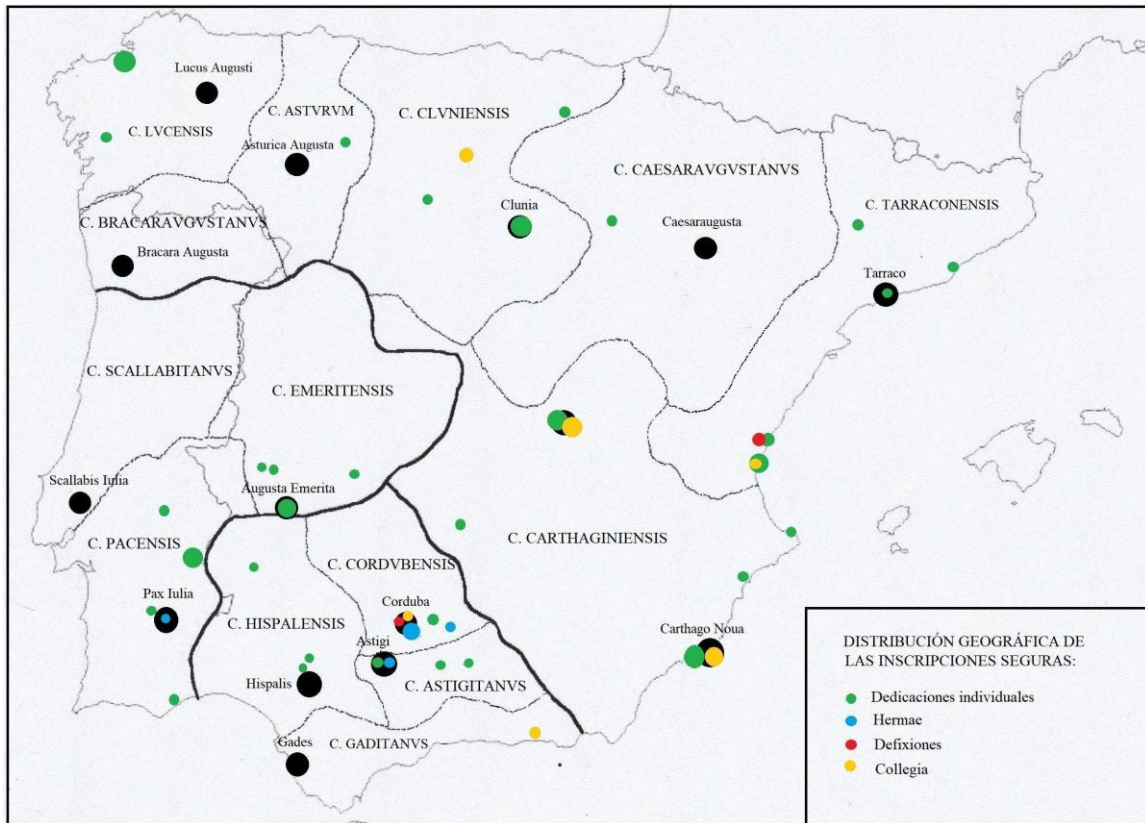 Lucus Augusti
C. ASTVRVM
C. CLVNIENSIS
C. LVCENSIS
Asturica Augusta
C. CAESARAVGVSTANVS
C. TARRACONENSIS
Clunia
C. BRACARAVGVSTANVS
Caesaraugusta
Bracara Augusta
Tarraco
C. SCALLABITANVS
C. EMERITENSIS
Scallabis Iulia
Augusta Emerita
C. PACENSIS
C. CARTHAGINIENSIS
C. CORDVBENSIS
Pax Iulia
Corduba
C. HISPALENSIS
Carthago Noua
Astigi
Hispalis
C. ASTIGITANVS
Gades
C. GADITANVS
DISTRIBUCIÓN GEOGRÁFICA DE
LAS INSCRIPCIONES SEGURAS:
Dedicaciones individuales
Hermae
Defixiones
Collegia